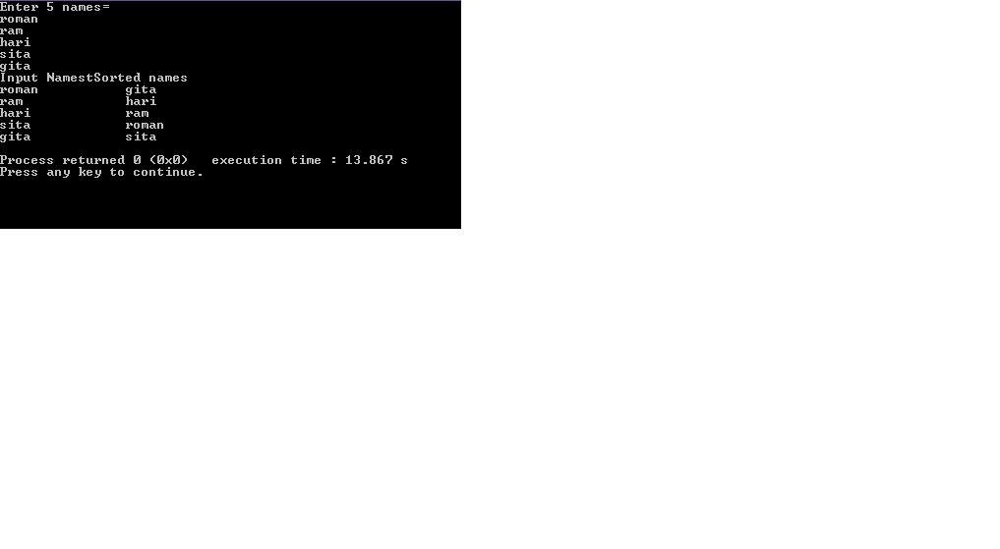 Enter 5 names=
roman
ram
hari
sita
gita
Input NamestSorted names
roman           gita
ram             hari
hari            ram
sita            roman
gita            sita
Process returned 0 (0x0)   execution time : 13.867 s
Press any key to continue.